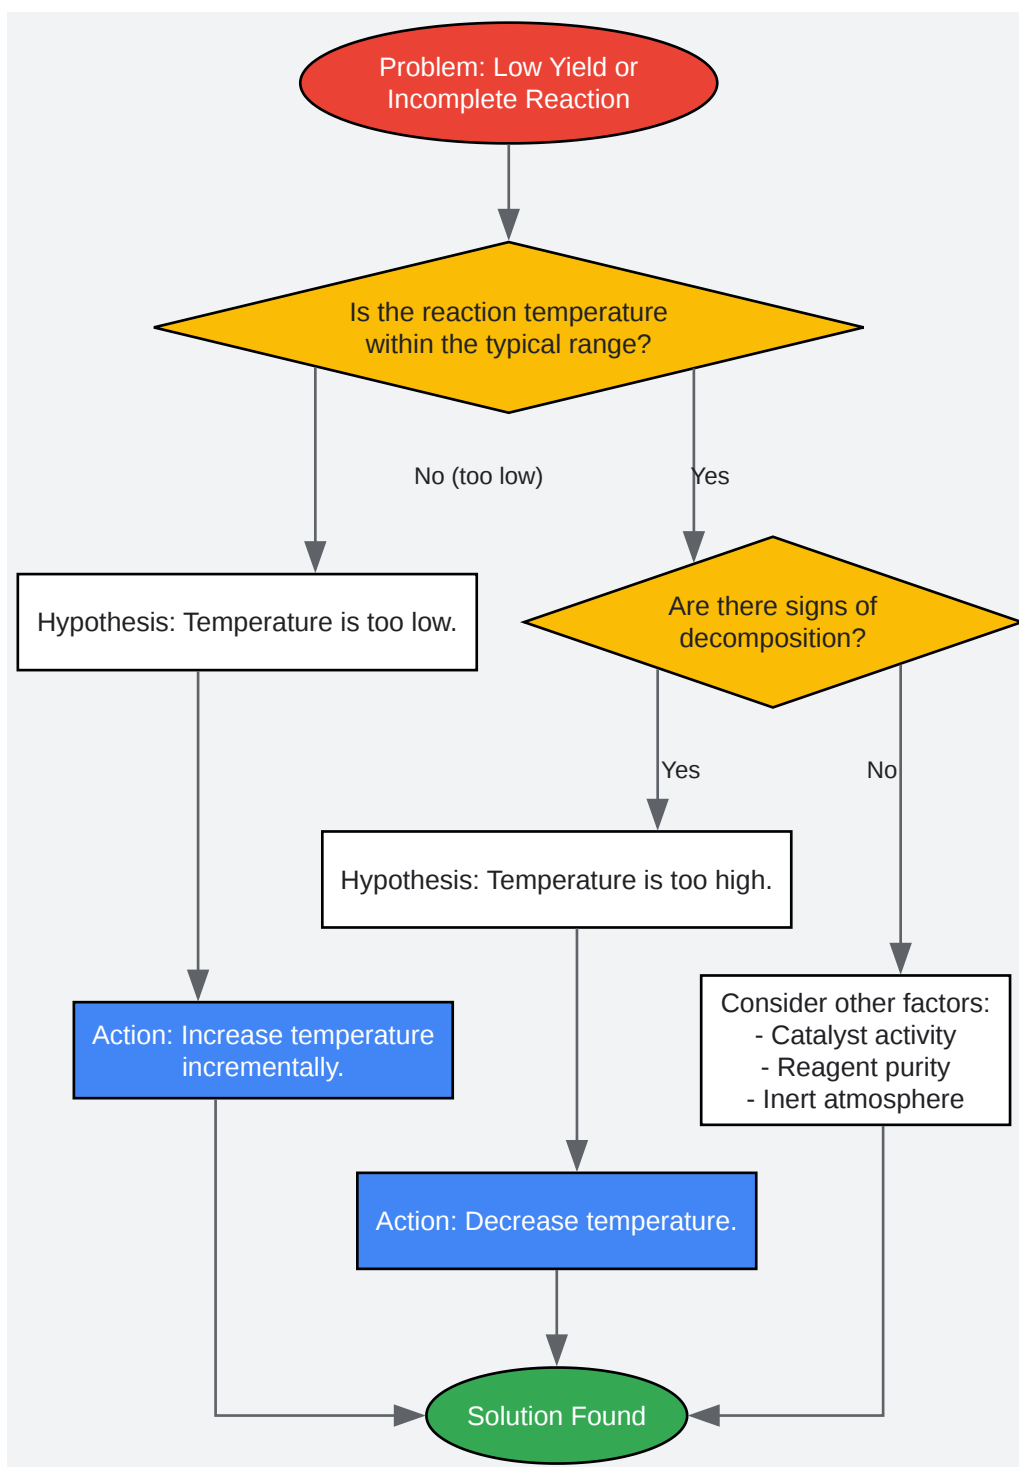 Problem: Low Yield or
Incomplete Reaction
Is the reaction temperature
within the typical range?
No (too low)
Yes
Hypothesis: Temperature is too low.
Are there signs of
decomposition?
Yes
No
Hypothesis: Temperature is too high.
Consider other factors:
- Catalyst activity
- Reagent purity
- Inert atmosphere
Action: Increase temperature
incrementally.
Action: Decrease temperature.
Solution Found